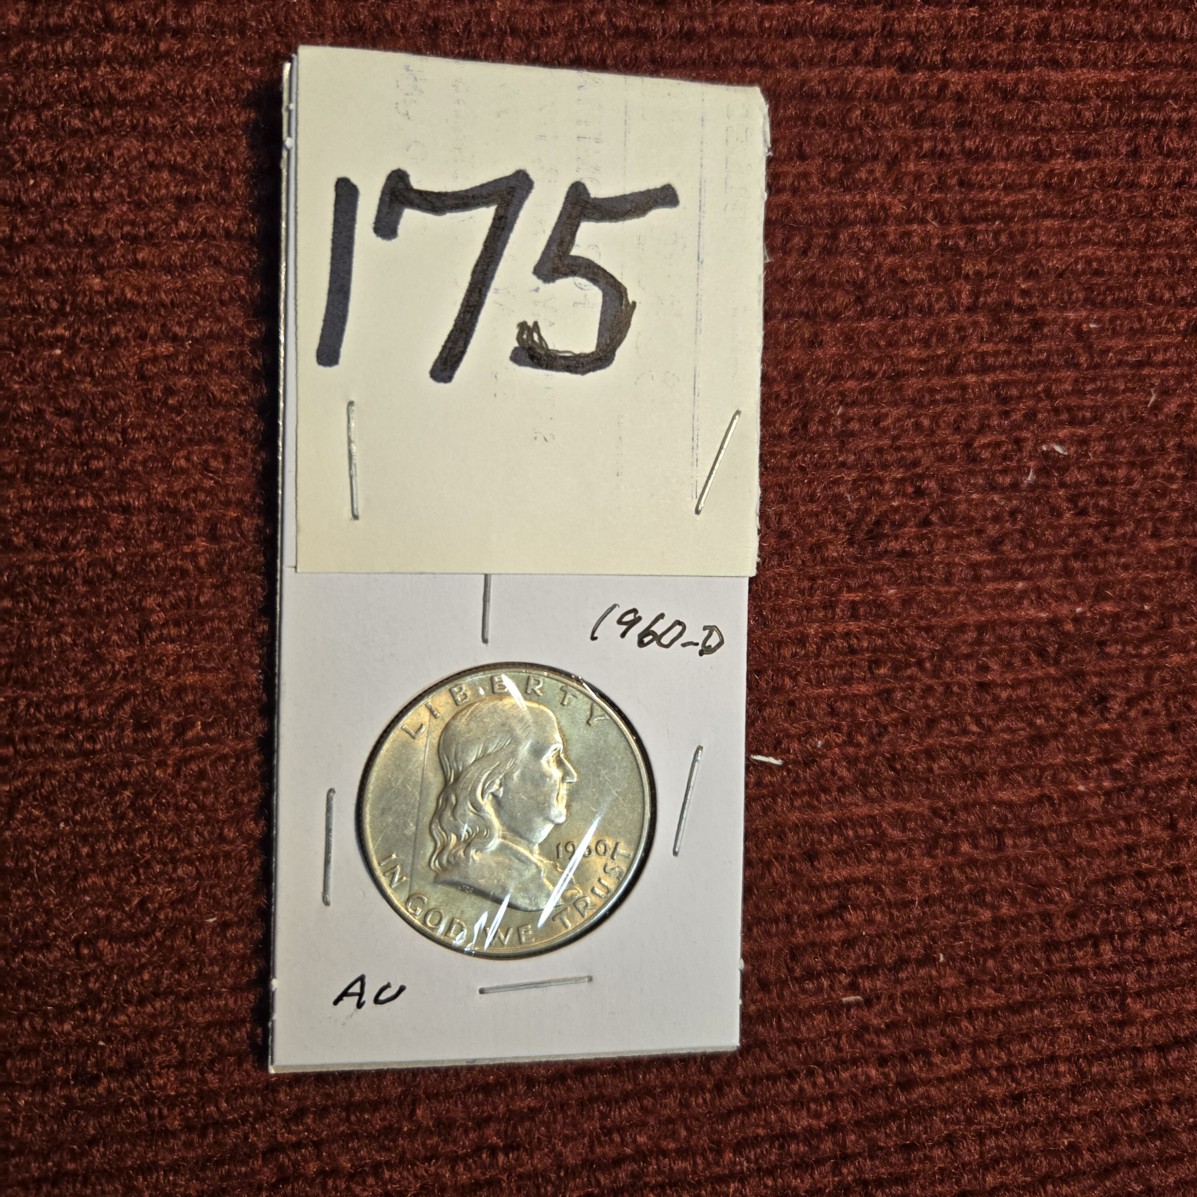 175
1960-D
LIBERTY
1960
IN GOD WE TRUST
AU